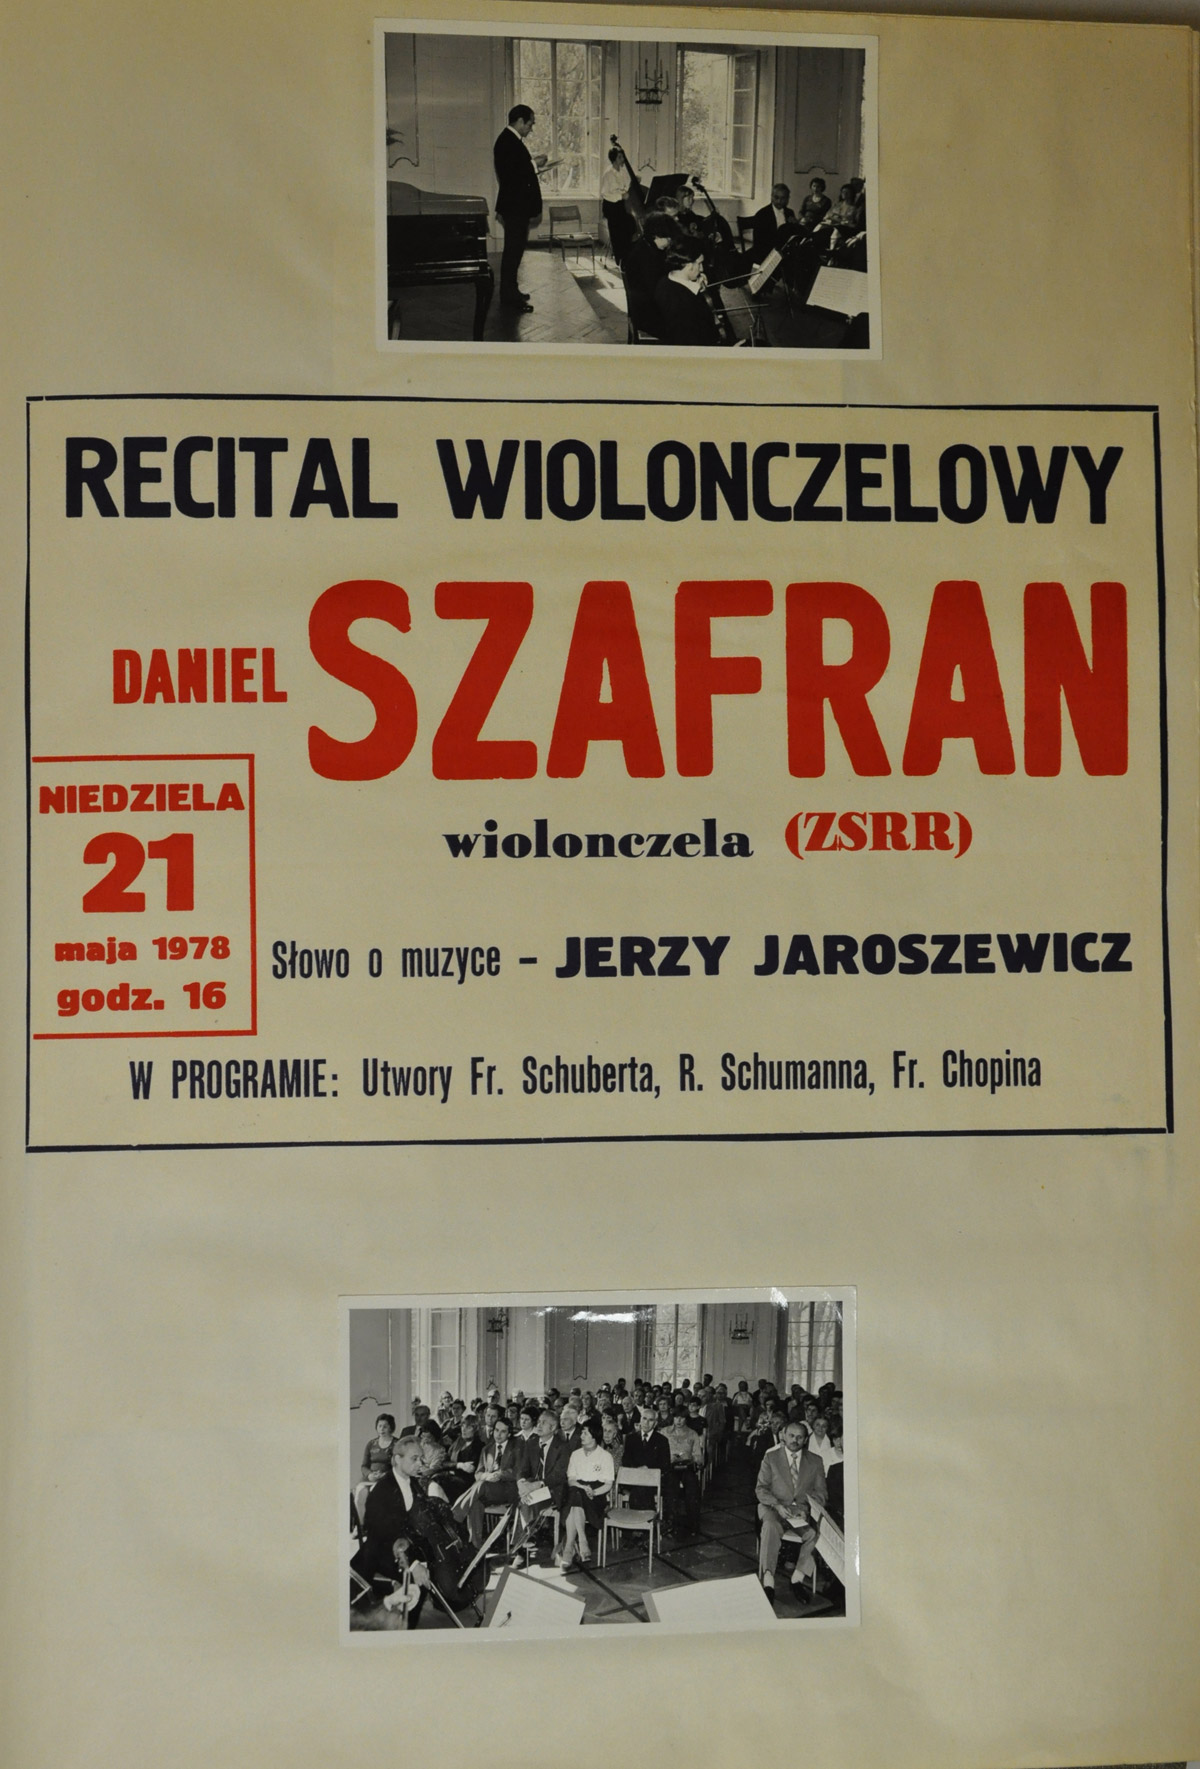 RECITAL WIOLONCZELOWY
DANIEL SZAFRAN
wiolonczela (ZSRR)
NIEDZIELA
21
maja 1978
godz. 16
Słowo o muzyce - JERZY JAROSZEWICZ
W PROGRAMIE: Utwory Fr. Schuberta, R. Schumanna, Fr. Chopina